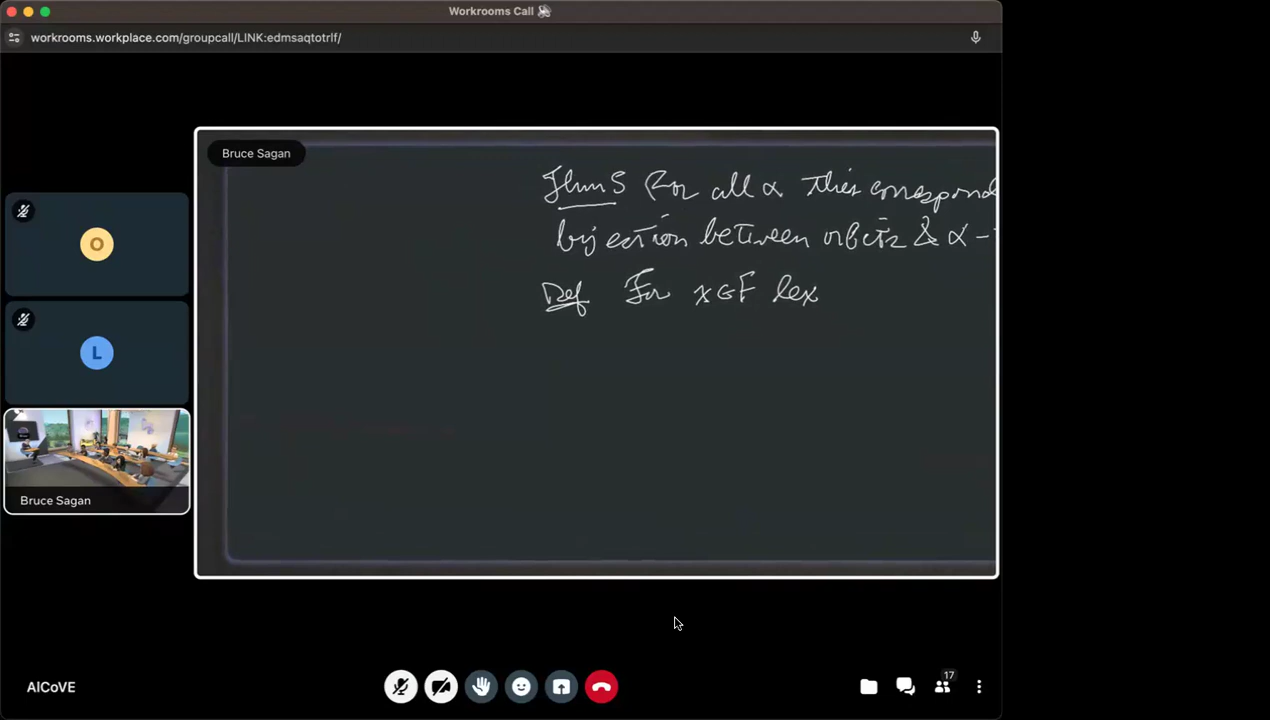 Workrooms Call
workrooms.workplace.com/groupcall/LINK:edmsaqtotrlf/
Bruce Sagan
O
L
Bruce Sagan
Thm 5 (For all α this correspond
bijection between orbits & α -
Def For x∈F lex
AICoVE
17